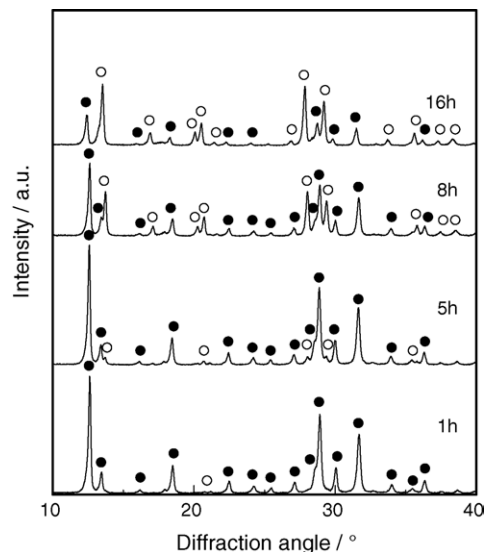 16h
8h
5h
1h
Intensity / a.u.
10 20 30 40
Diffraction angle / °